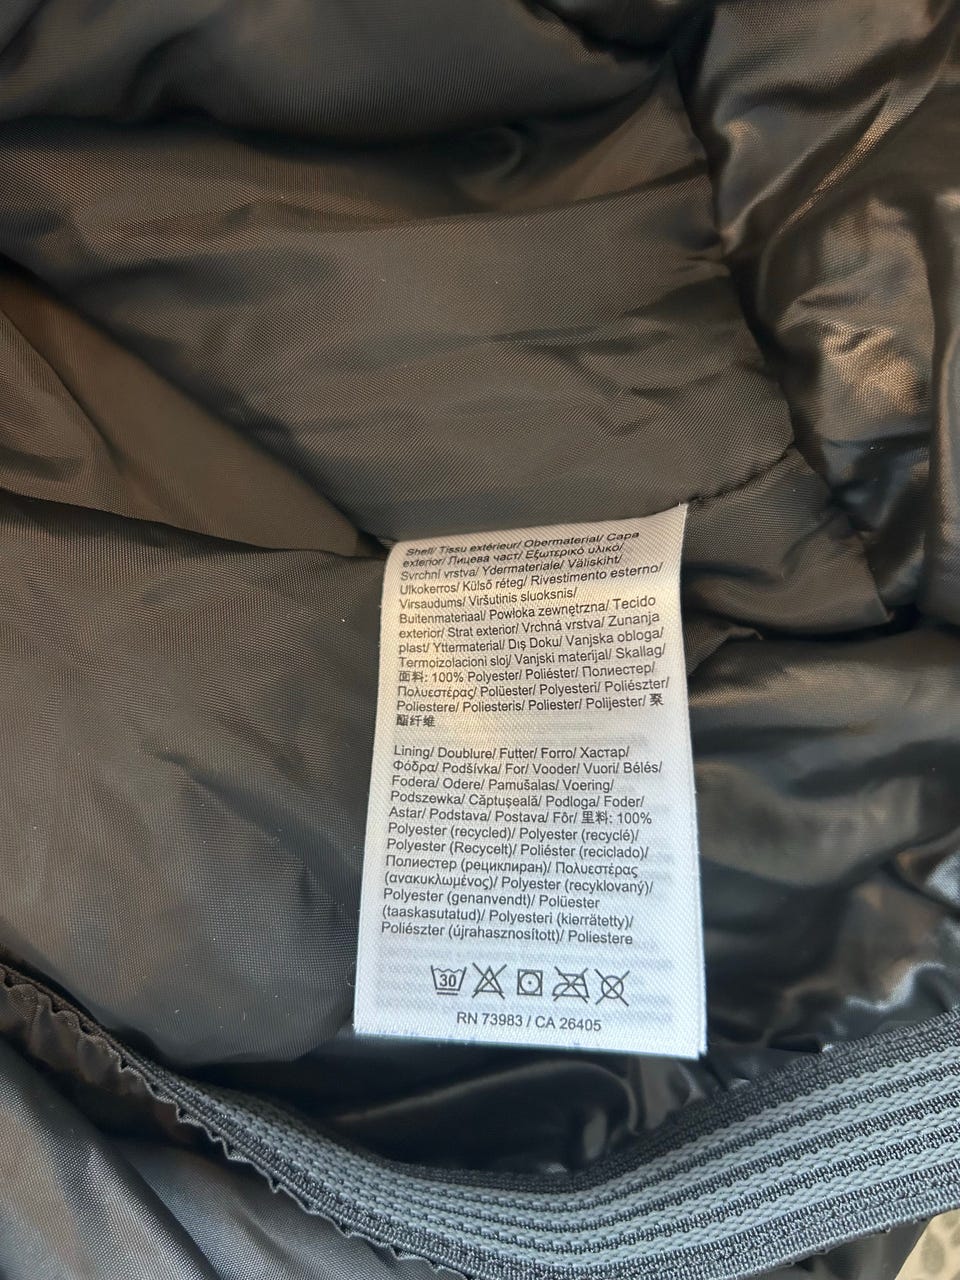 Shell/ Tissu extérieur/ Obermaterial/ Capa
exterior/ Лицева част/ Εξωτερικό υλικό/
Svrchní vrstva/ Ydermateriale/ Väliskiht/
Ulkokerros/ Külső réteg/ Rivestimento esterno/
Virsaudums/ Viršutinis sluoksnis/
Buitenmateriaal/ Powłoka zewnętrzna/ Tecido
exterior/ Strat exterior/ Vrchná vrstva/ Zunanja
plast/ Yttermaterial/ Dış Doku/ Vanjska obloga/
Termoizolacioni sloj/ Vanjski materijal/ Skallag/
面料: 100% Polyester/ Poliéster/ Полиестер/
Πολυεστέρας/ Polüester/ Polyesteri/ Poliészter/
Poliestere/ Poliesteris/ Poliester/ Polijester/ 聚
酯纤维
Lining/ Doublure/ Futter/ Forro/ Хастар/
Φόδρα/ Podšívka/ For/ Vooder/ Vuori/ Bélés/
Fodera/ Odere/ Pamušalas/ Voering/
Podszewka/ Căptușeală/ Podloga/ Foder/
Astar/ Podstava/ Postava/ Fôr/ 里料: 100%
Polyester (recycled)/ Polyester (recyclé)/
Polyester (Recycelt)/ Poliéster (reciclado)/
Полиестер (рециклиран)/ Πολυεστέρας
(ανακυκλωμένος)/ Polyester (recyklovaný)/
Polyester (genanvendt)/ Polüester
(taaskasutatud)/ Polyesteri (kierrätetty)/
Poliészter (újrahasznosított)/ Poliestere
30
RN 73983 / CA 26405